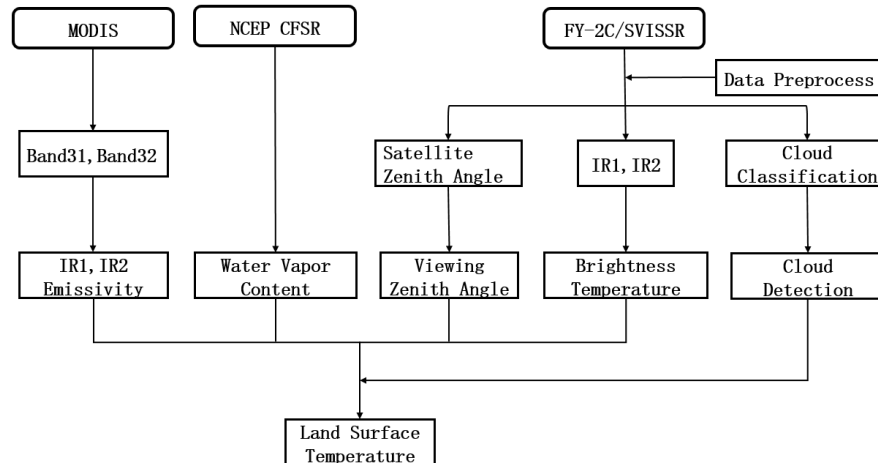 MODIS
NCEP CFSR
FY-2C/SVISSR
Data Preprocess
Band31,Band32
Satellite
Zenith Angle
IR1,IR2
Cloud
Classification
IR1,IR2
Emissivity
Water Vapor
Content
Viewing
Zenith Angle
Brightness
Temperature
Cloud
Detection
Land Surface
Temperature